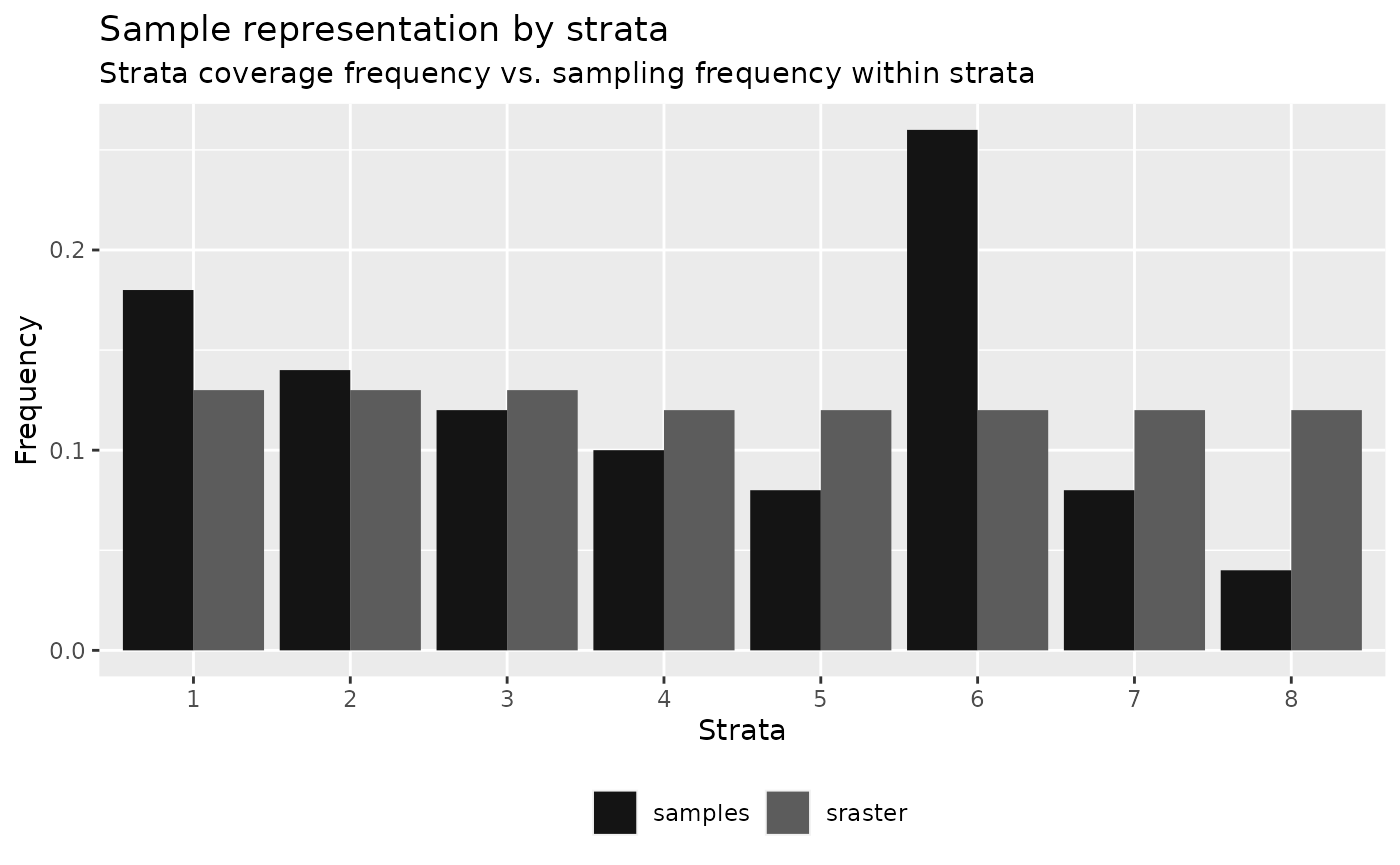 Sample representation by strata
Strata coverage frequency vs. sampling frequency within strata
Frequency
0.2
0.1
0.0
1 2 3 4 5 6 7 8
Strata
samples sraster